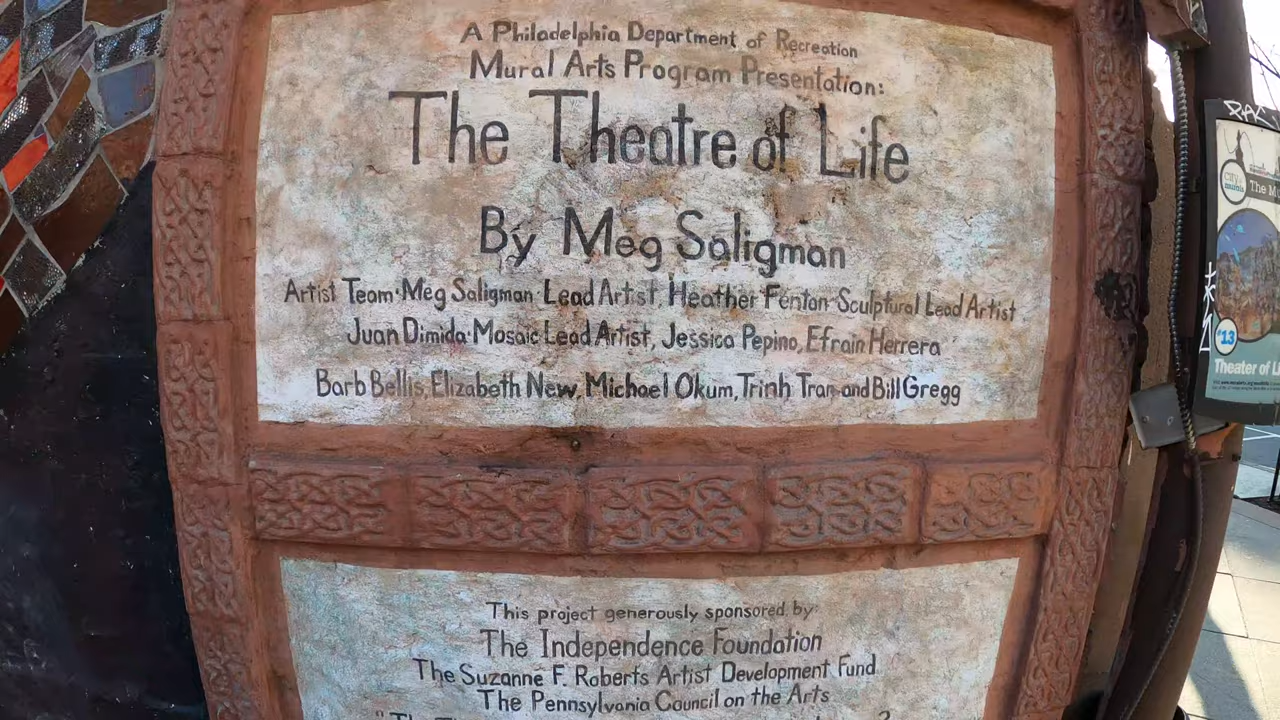 A Philadelphia Department of Recreation
Mural Arts Program Presentation:
The Theatre of Life
By Meg Saligman
Artist Team·Meg Saligman·Lead Artist, Heather Fenton·Sculptural Lead Artist
Juan Dimida·Mosaic Lead Artist, Jessica Pepino, Efrain Herrera
Barb Bellis, Elizabeth New, Michael Okum, Trinh Tran and Bill Gregg
This project generously sponsored by:
The Independence Foundation
The Suzanne F. Roberts Artist Development Fund
The Pennsylvania Council on the Arts
city
murals
The
#13
Theater of